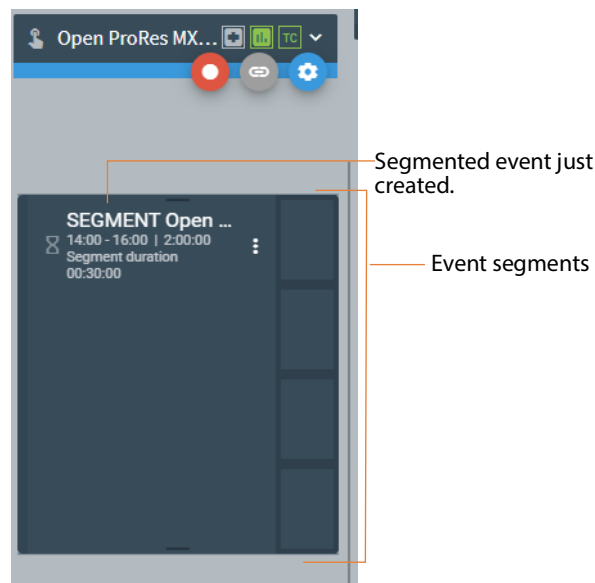 Open ProRes MX... TC
Segmented event just
created.
SEGMENT Open ...
14:00 - 16:00 | 2:00:00
Segment duration
00:30:00
Event segments